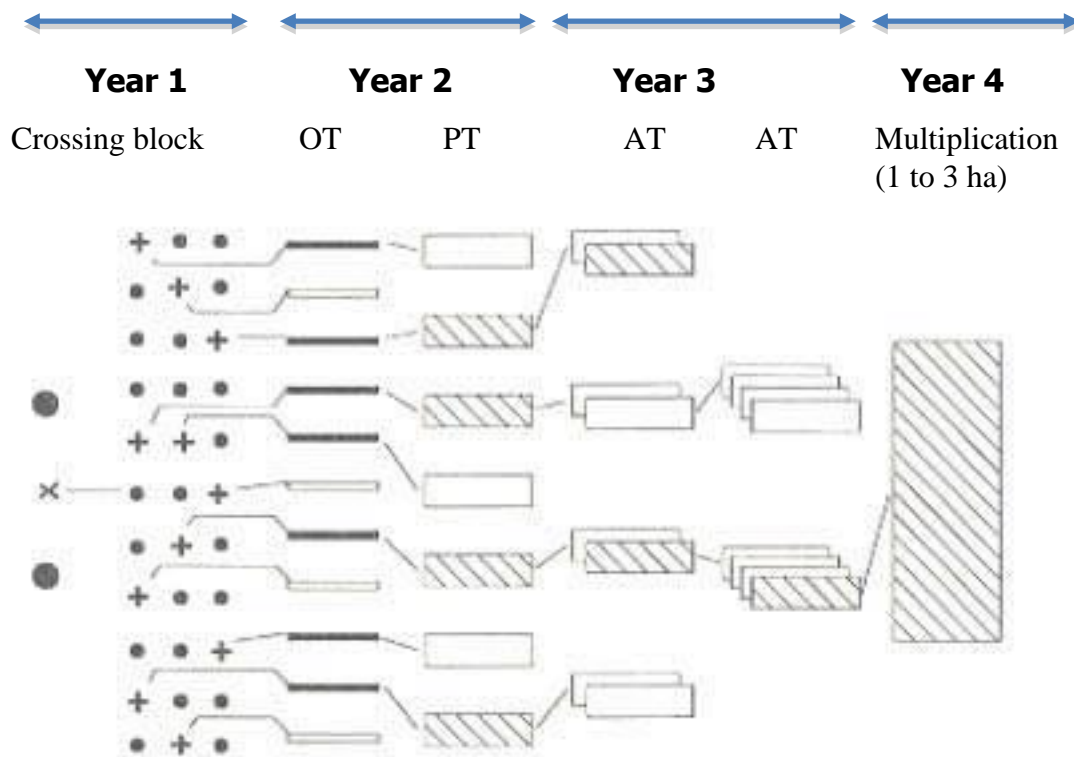 Year 1 Year 2 Year 3 Year 4
Crossing block OT PT AT AT Multiplication
(1 to 3 ha)